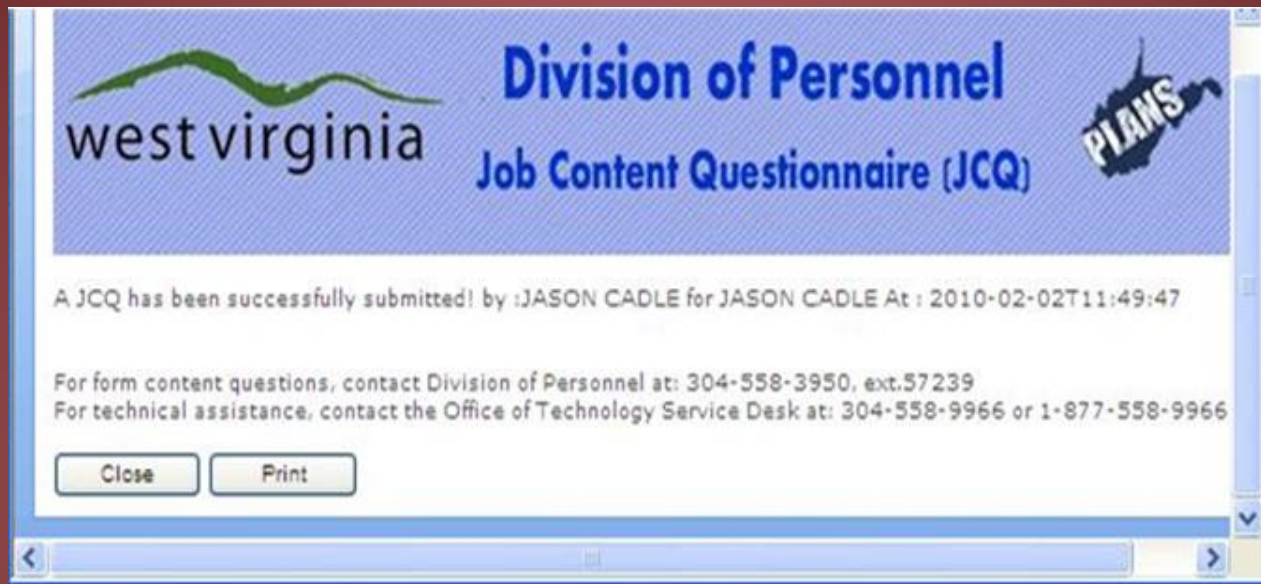 west virginia
Division of Personnel
Job Content Questionnaire (JCQ)
PLANS
A JCQ has been successfully submitted! by :JASON CADLE for JASON CADLE At : 2010-02-02T11:49:47
For form content questions, contact Division of Personnel at: 304-558-3950, ext.57239
For technical assistance, contact the Office of Technology Service Desk at: 304-558-9966 or 1-877-558-9966
Close Print